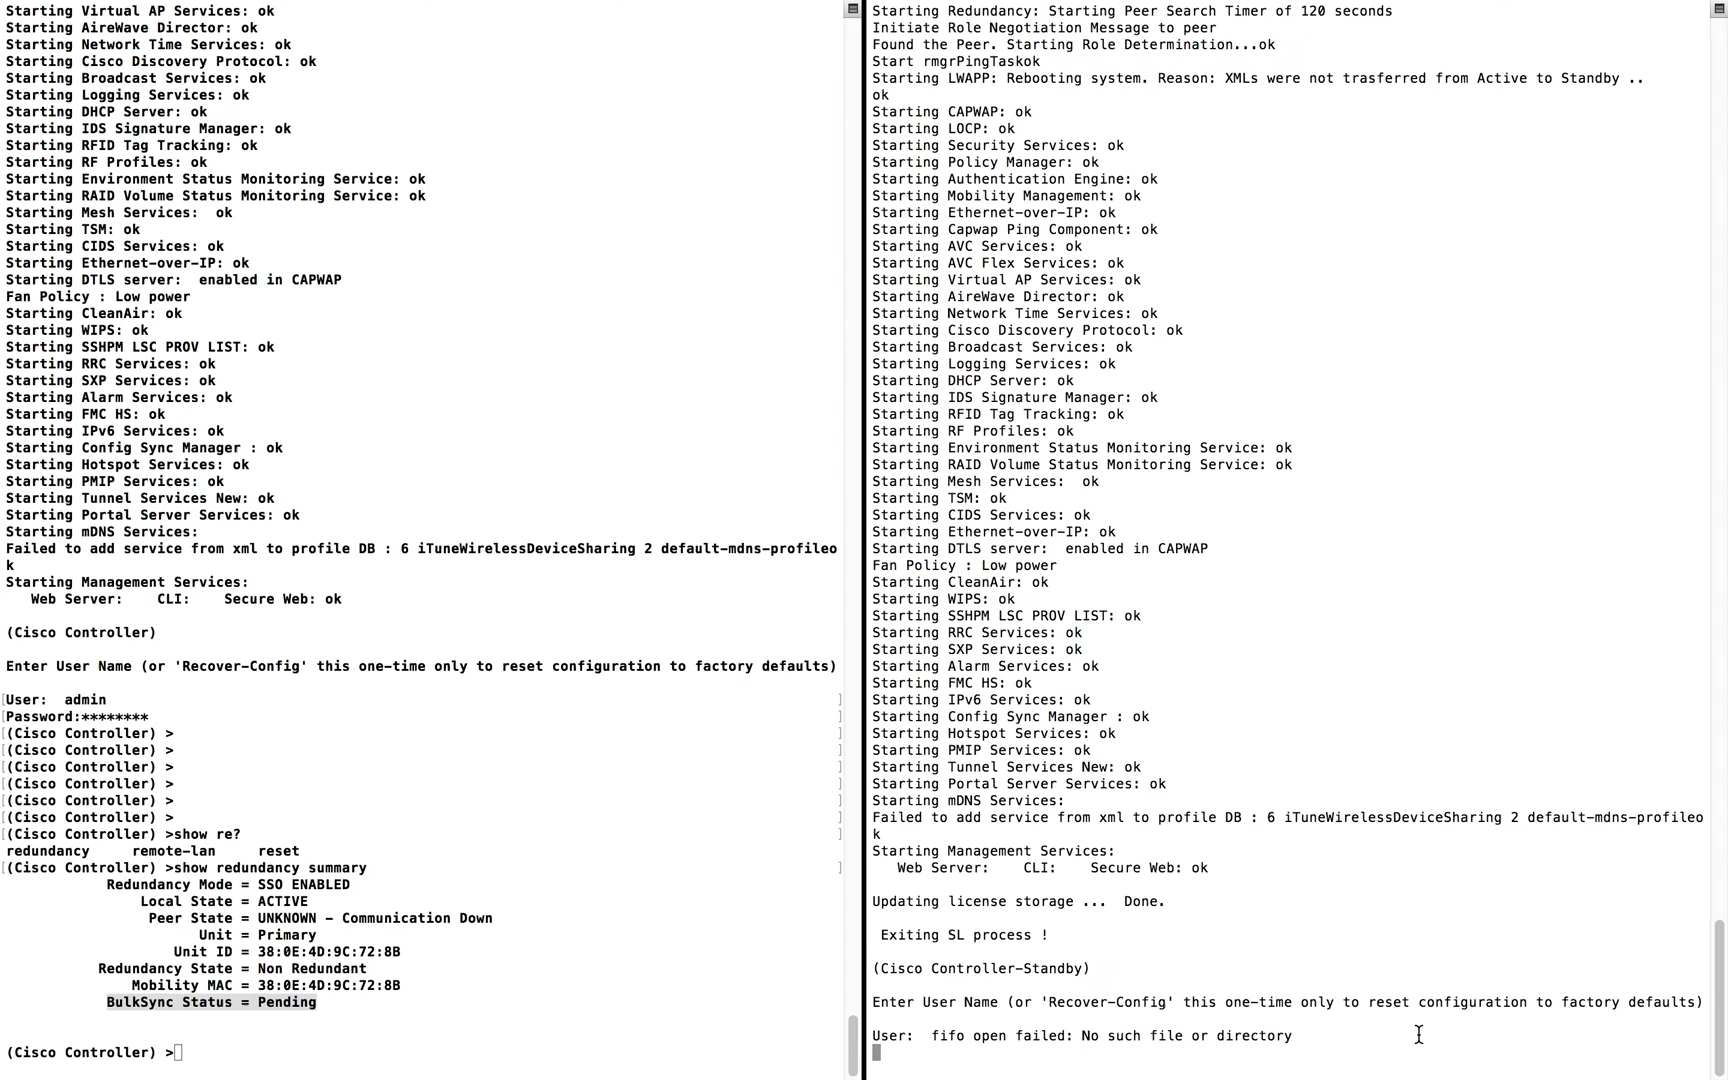 Starting Virtual AP Services: ok
Starting AireWave Director: ok
Starting Network Time Services: ok
Starting Cisco Discovery Protocol: ok
Starting Broadcast Services: ok
Starting Logging Services: ok
Starting DHCP Server: ok
Starting IDS Signature Manager: ok
Starting RFID Tag Tracking: ok
Starting RF Profiles: ok
Starting Environment Status Monitoring Service: ok
Starting RAID Volume Status Monitoring Service: ok
Starting Mesh Services:  ok
Starting TSM: ok
Starting CIDS Services: ok
Starting Ethernet-over-IP: ok
Starting DTLS server:  enabled in CAPWAP
Fan Policy : Low power
Starting CleanAir: ok
Starting WIPS: ok
Starting SSHPM LSC PROV LIST: ok
Starting RRC Services: ok
Starting SXP Services: ok
Starting Alarm Services: ok
Starting FMC HS: ok
Starting IPv6 Services: ok
Starting Config Sync Manager : ok
Starting Hotspot Services: ok
Starting PMIP Services: ok
Starting Tunnel Services New: ok
Starting Portal Server Services: ok
Starting mDNS Services:
Failed to add service from xml to profile DB : 6 iTuneWirelessDeviceSharing 2 default-mdns-profileo
k
Starting Management Services:
   Web Server:    CLI:    Secure Web: ok
(Cisco Controller)
Enter User Name (or 'Recover-Config' this one-time only to reset configuration to factory defaults)
[User:  admin ]
[Password:******** ]
[(Cisco Controller) > ]
[(Cisco Controller) > ]
[(Cisco Controller) > ]
[(Cisco Controller) > ]
[(Cisco Controller) > ]
[(Cisco Controller) > ]
[(Cisco Controller) >show re? ]
redundancy     remote-lan     reset
[(Cisco Controller) >show redundancy summary ]
Redundancy Mode = SSO ENABLED
Local State = ACTIVE
Peer State = UNKNOWN - Communication Down
Unit = Primary
Unit ID = 38:0E:4D:9C:72:8B
Redundancy State = Non Redundant
Mobility MAC = 38:0E:4D:9C:72:8B
BulkSync Status = Pending
(Cisco Controller) >
Starting Redundancy: Starting Peer Search Timer of 120 seconds
Initiate Role Negotiation Message to peer
Found the Peer. Starting Role Determination...ok
Start rmgrPingTaskok
Starting LWAPP: Rebooting system. Reason: XMLs were not trasferred from Active to Standby ..
ok
Starting CAPWAP: ok
Starting LOCP: ok
Starting Security Services: ok
Starting Policy Manager: ok
Starting Authentication Engine: ok
Starting Mobility Management: ok
Starting Ethernet-over-IP: ok
Starting Capwap Ping Component: ok
Starting AVC Services: ok
Starting AVC Flex Services: ok
Starting Virtual AP Services: ok
Starting AireWave Director: ok
Starting Network Time Services: ok
Starting Cisco Discovery Protocol: ok
Starting Broadcast Services: ok
Starting Logging Services: ok
Starting DHCP Server: ok
Starting IDS Signature Manager: ok
Starting RFID Tag Tracking: ok
Starting RF Profiles: ok
Starting Environment Status Monitoring Service: ok
Starting RAID Volume Status Monitoring Service: ok
Starting Mesh Services:  ok
Starting TSM: ok
Starting CIDS Services: ok
Starting Ethernet-over-IP: ok
Starting DTLS server:  enabled in CAPWAP
Fan Policy : Low power
Starting CleanAir: ok
Starting WIPS: ok
Starting SSHPM LSC PROV LIST: ok
Starting RRC Services: ok
Starting SXP Services: ok
Starting Alarm Services: ok
Starting FMC HS: ok
Starting IPv6 Services: ok
Starting Config Sync Manager : ok
Starting Hotspot Services: ok
Starting PMIP Services: ok
Starting Tunnel Services New: ok
Starting Portal Server Services: ok
Starting mDNS Services:
Failed to add service from xml to profile DB : 6 iTuneWirelessDeviceSharing 2 default-mdns-profileo
k
Starting Management Services:
   Web Server:    CLI:    Secure Web: ok
Updating license storage ...  Done.
Exiting SL process !
(Cisco Controller-Standby)
Enter User Name (or 'Recover-Config' this one-time only to reset configuration to factory defaults)
User:  fifo open failed: No such file or directory